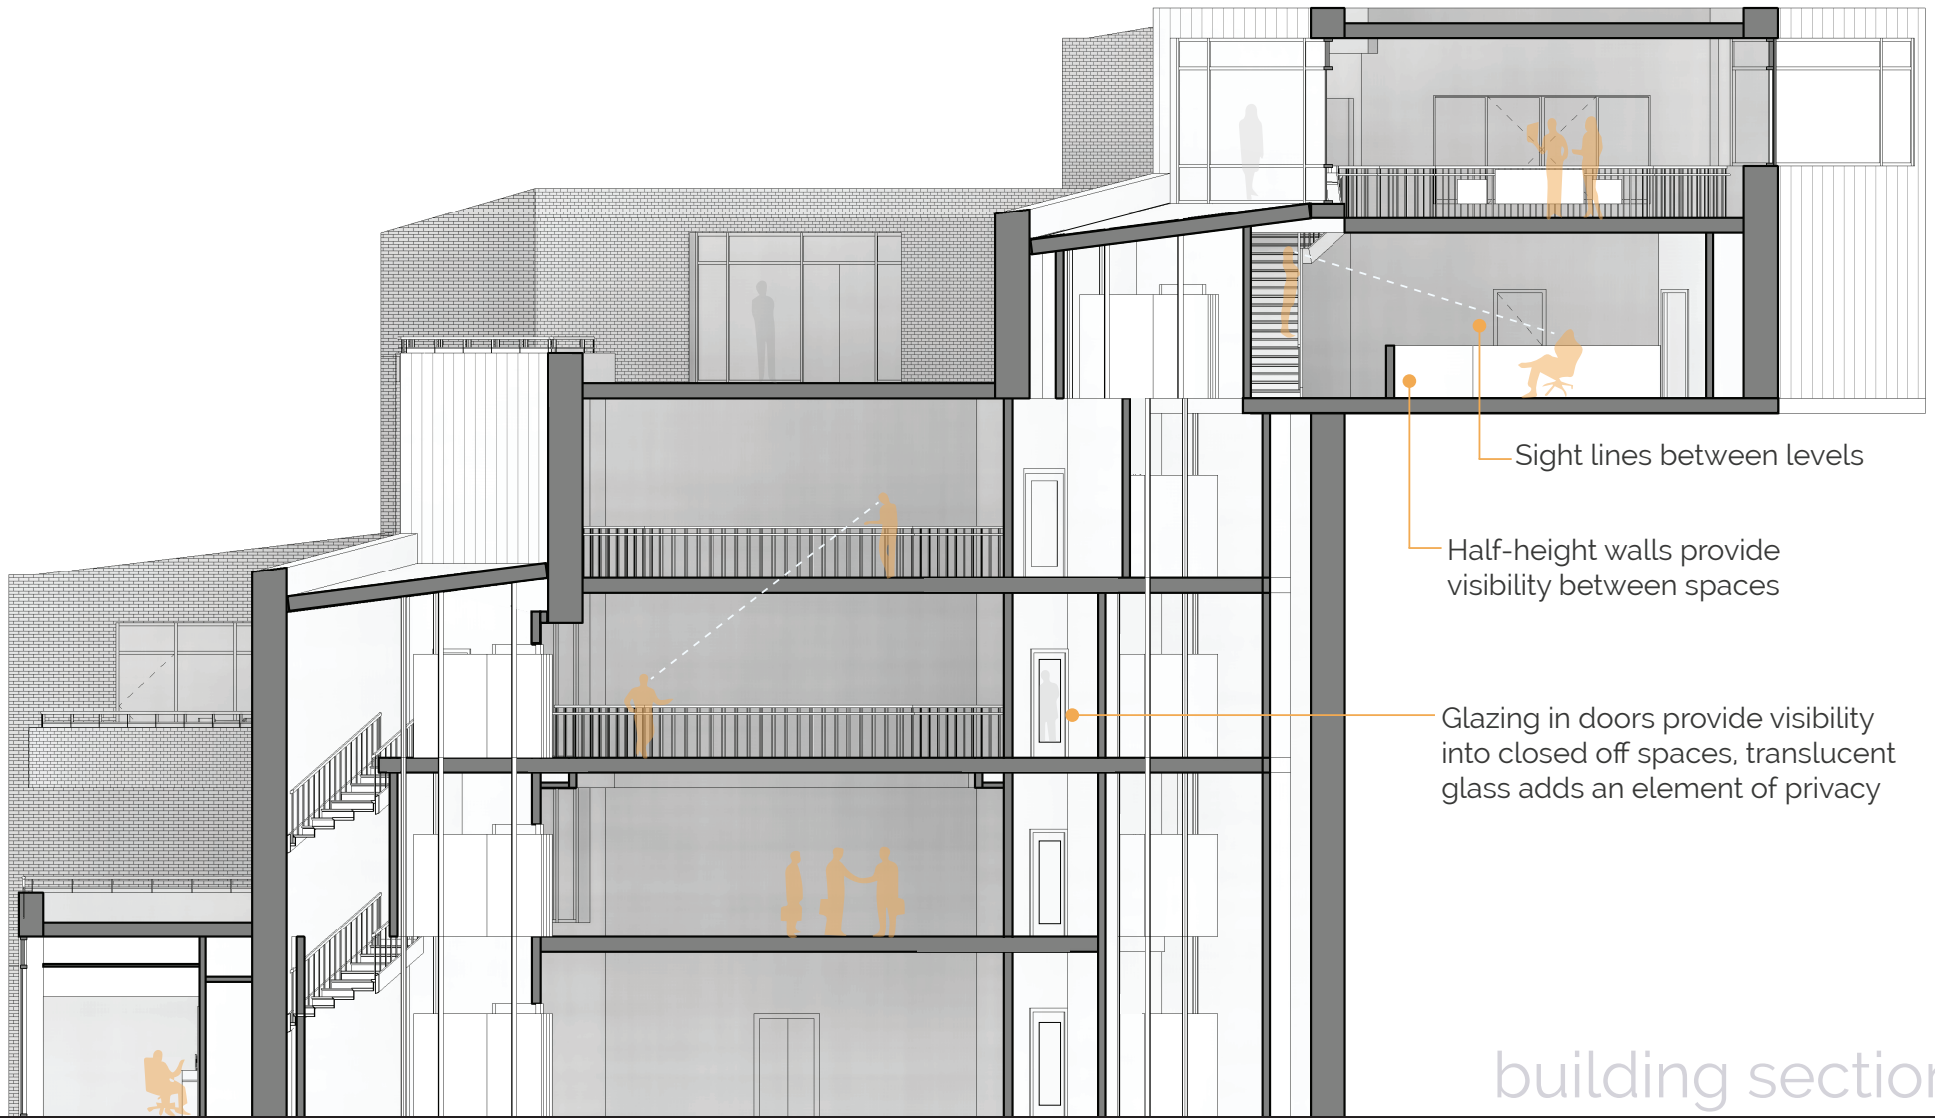 Sight lines between levels
Half-height walls provide
visibility between spaces
Glazing in doors provide visibility
into closed off spaces, translucent
glass adds an element of privacy
building section